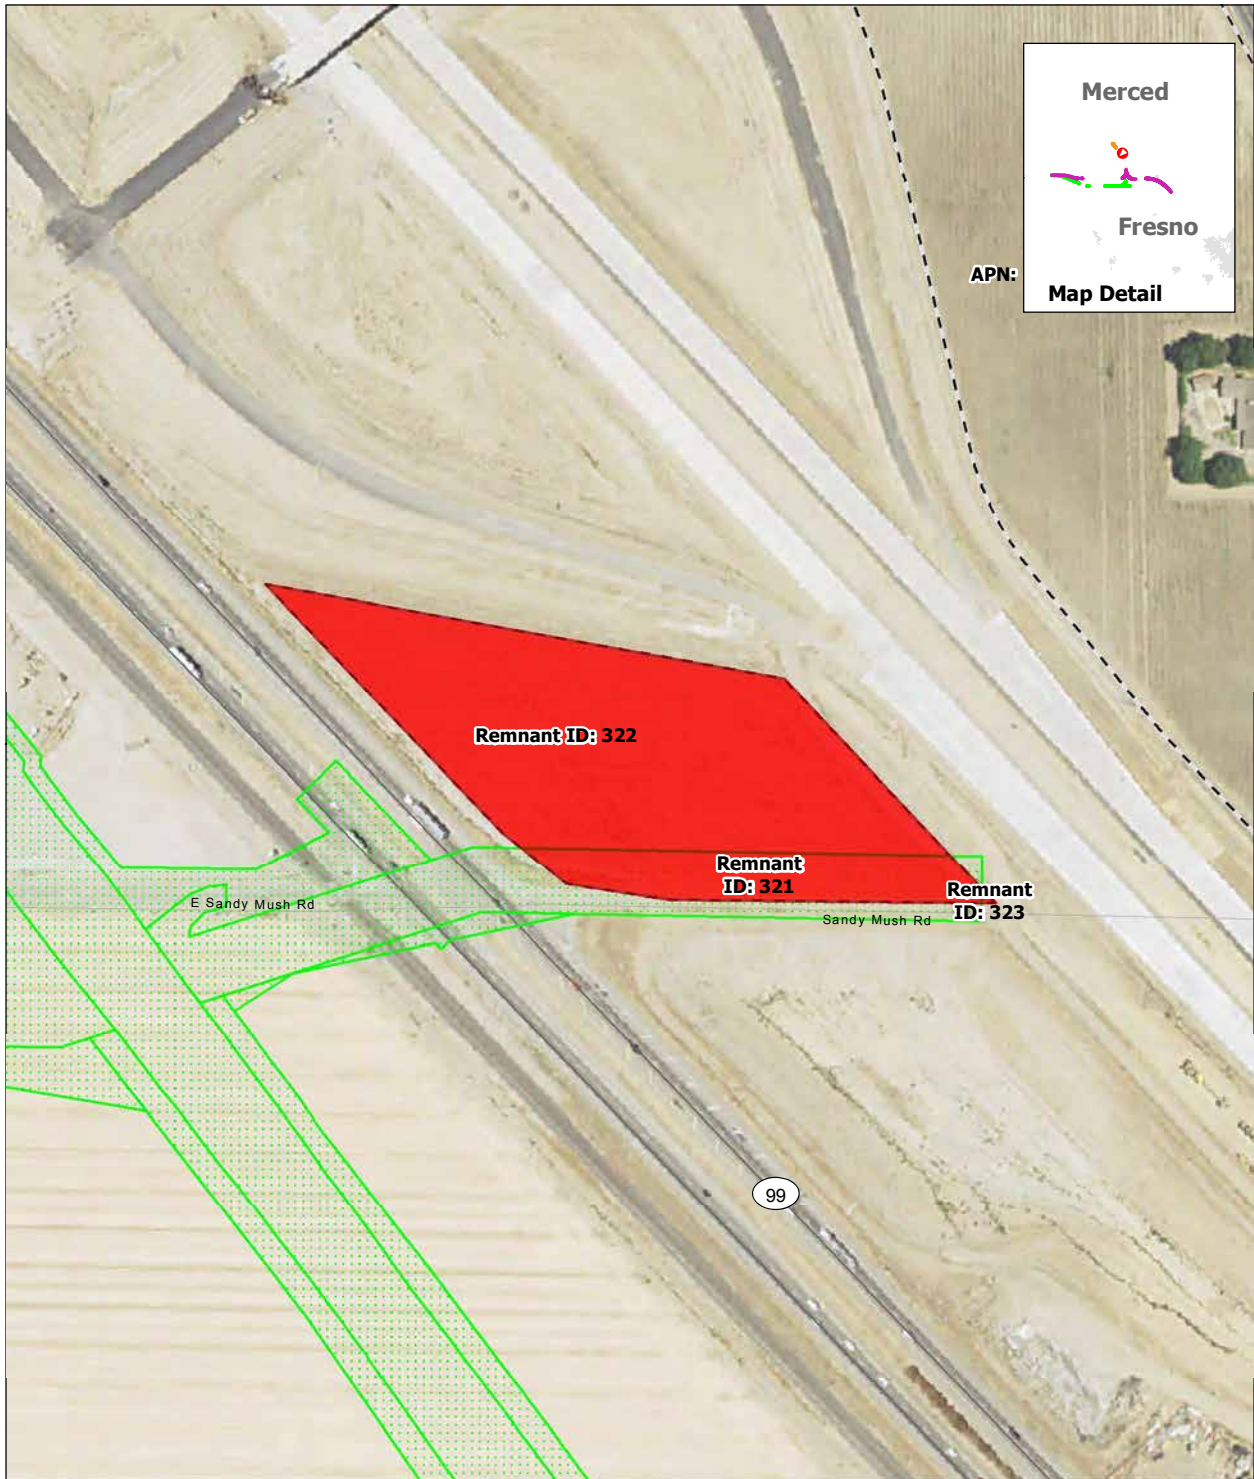 Merced
Fresno
APN:
Map Detail
Remnant ID: 322
Remnant
ID: 321
Remnant
ID: 323
E Sandy Mush Rd
Sandy Mush Rd
99